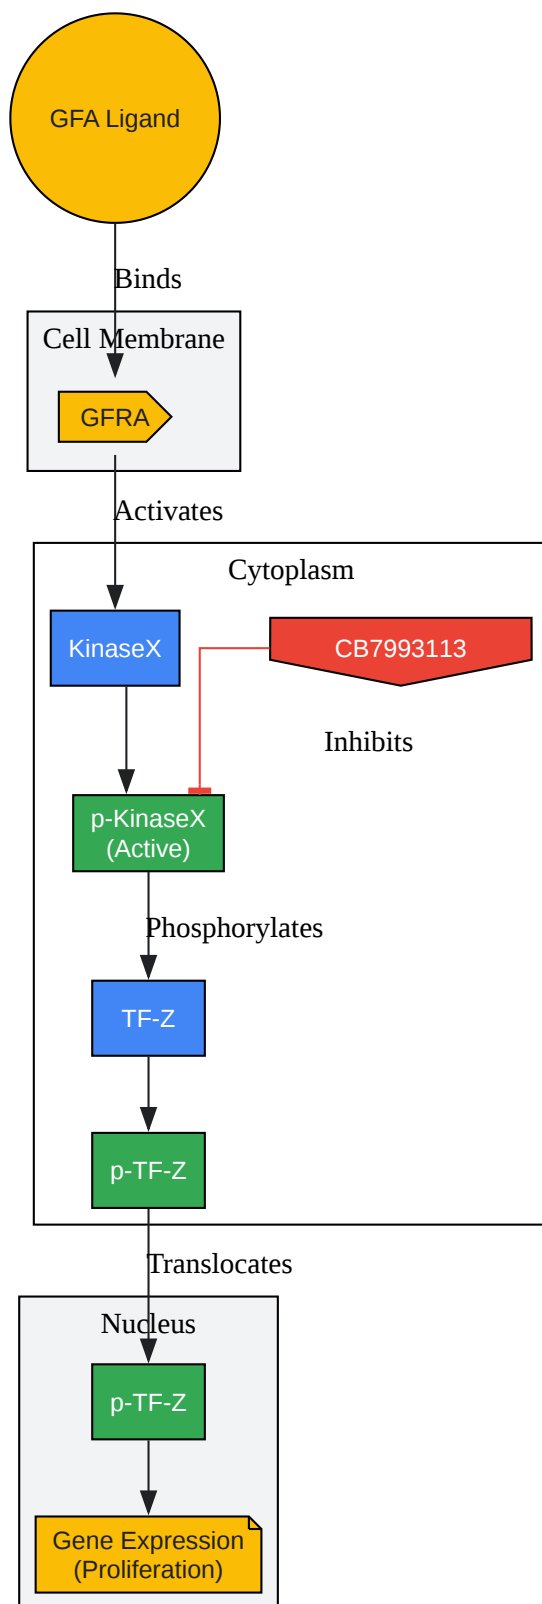 GFA Ligand
Binds
Cell Membrane
GFRA
Activates
Cytoplasm
KinaseX
CB7993113
Inhibits
p-KinaseX
(Active)
Phosphorylates
TF-Z
p-TF-Z
Translocates
Nucleus
p-TF-Z
Gene Expression
(Proliferation)